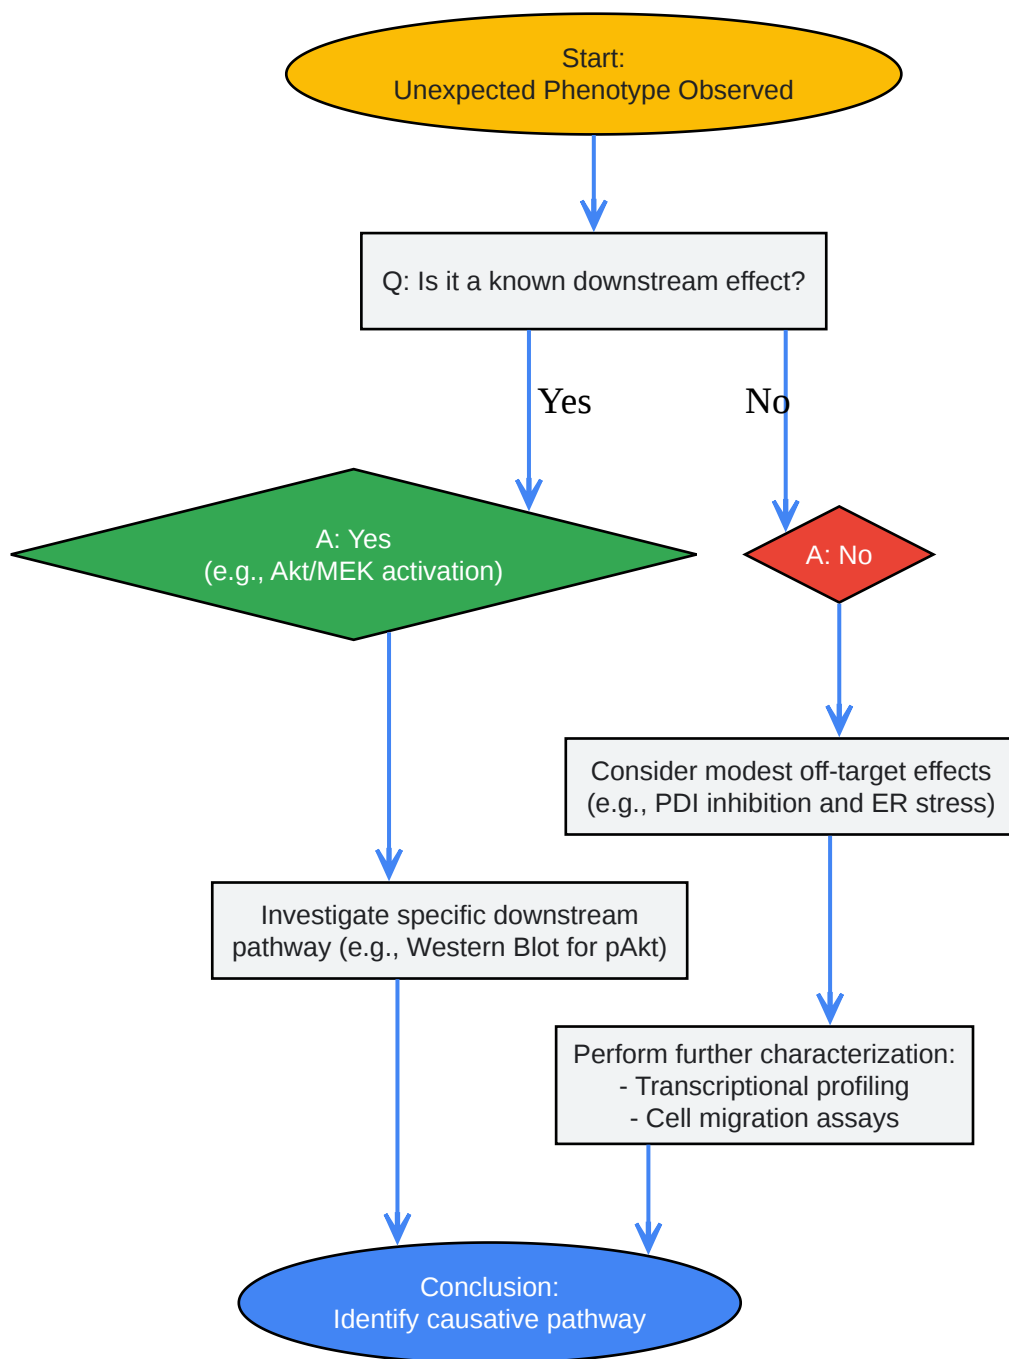 Start:
Unexpected Phenotype Observed
Q: Is it a known downstream effect?
Yes
No
A: Yes
(e.g., Akt/MEK activation)
A: No
Consider modest off-target effects
(e.g., PDI inhibition and ER stress)
Investigate specific downstream
pathway (e.g., Western Blot for pAkt)
Perform further characterization:
- Transcriptional profiling
- Cell migration assays
Conclusion:
Identify causative pathway